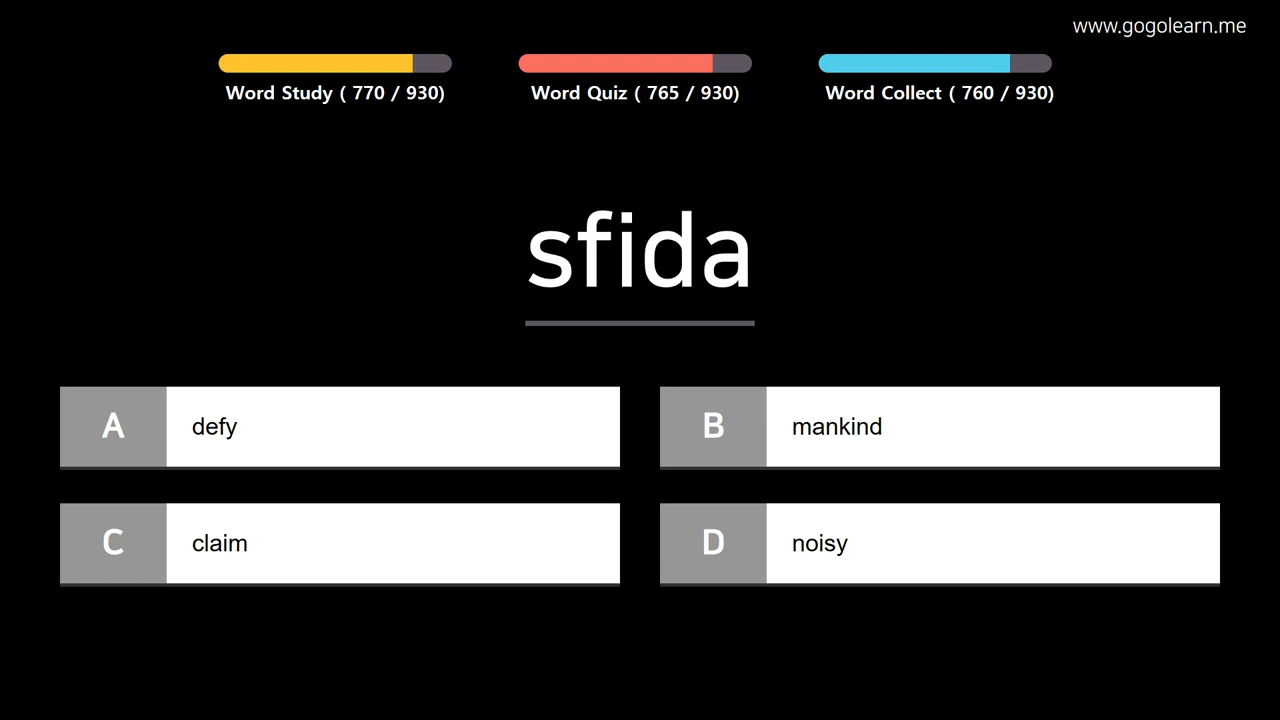 www.gogolearn.me
Word Study ( 770 / 930)
Word Quiz ( 765 / 930)
Word Collect ( 760 / 930)
sfida
A defy
B mankind
C claim
D noisy